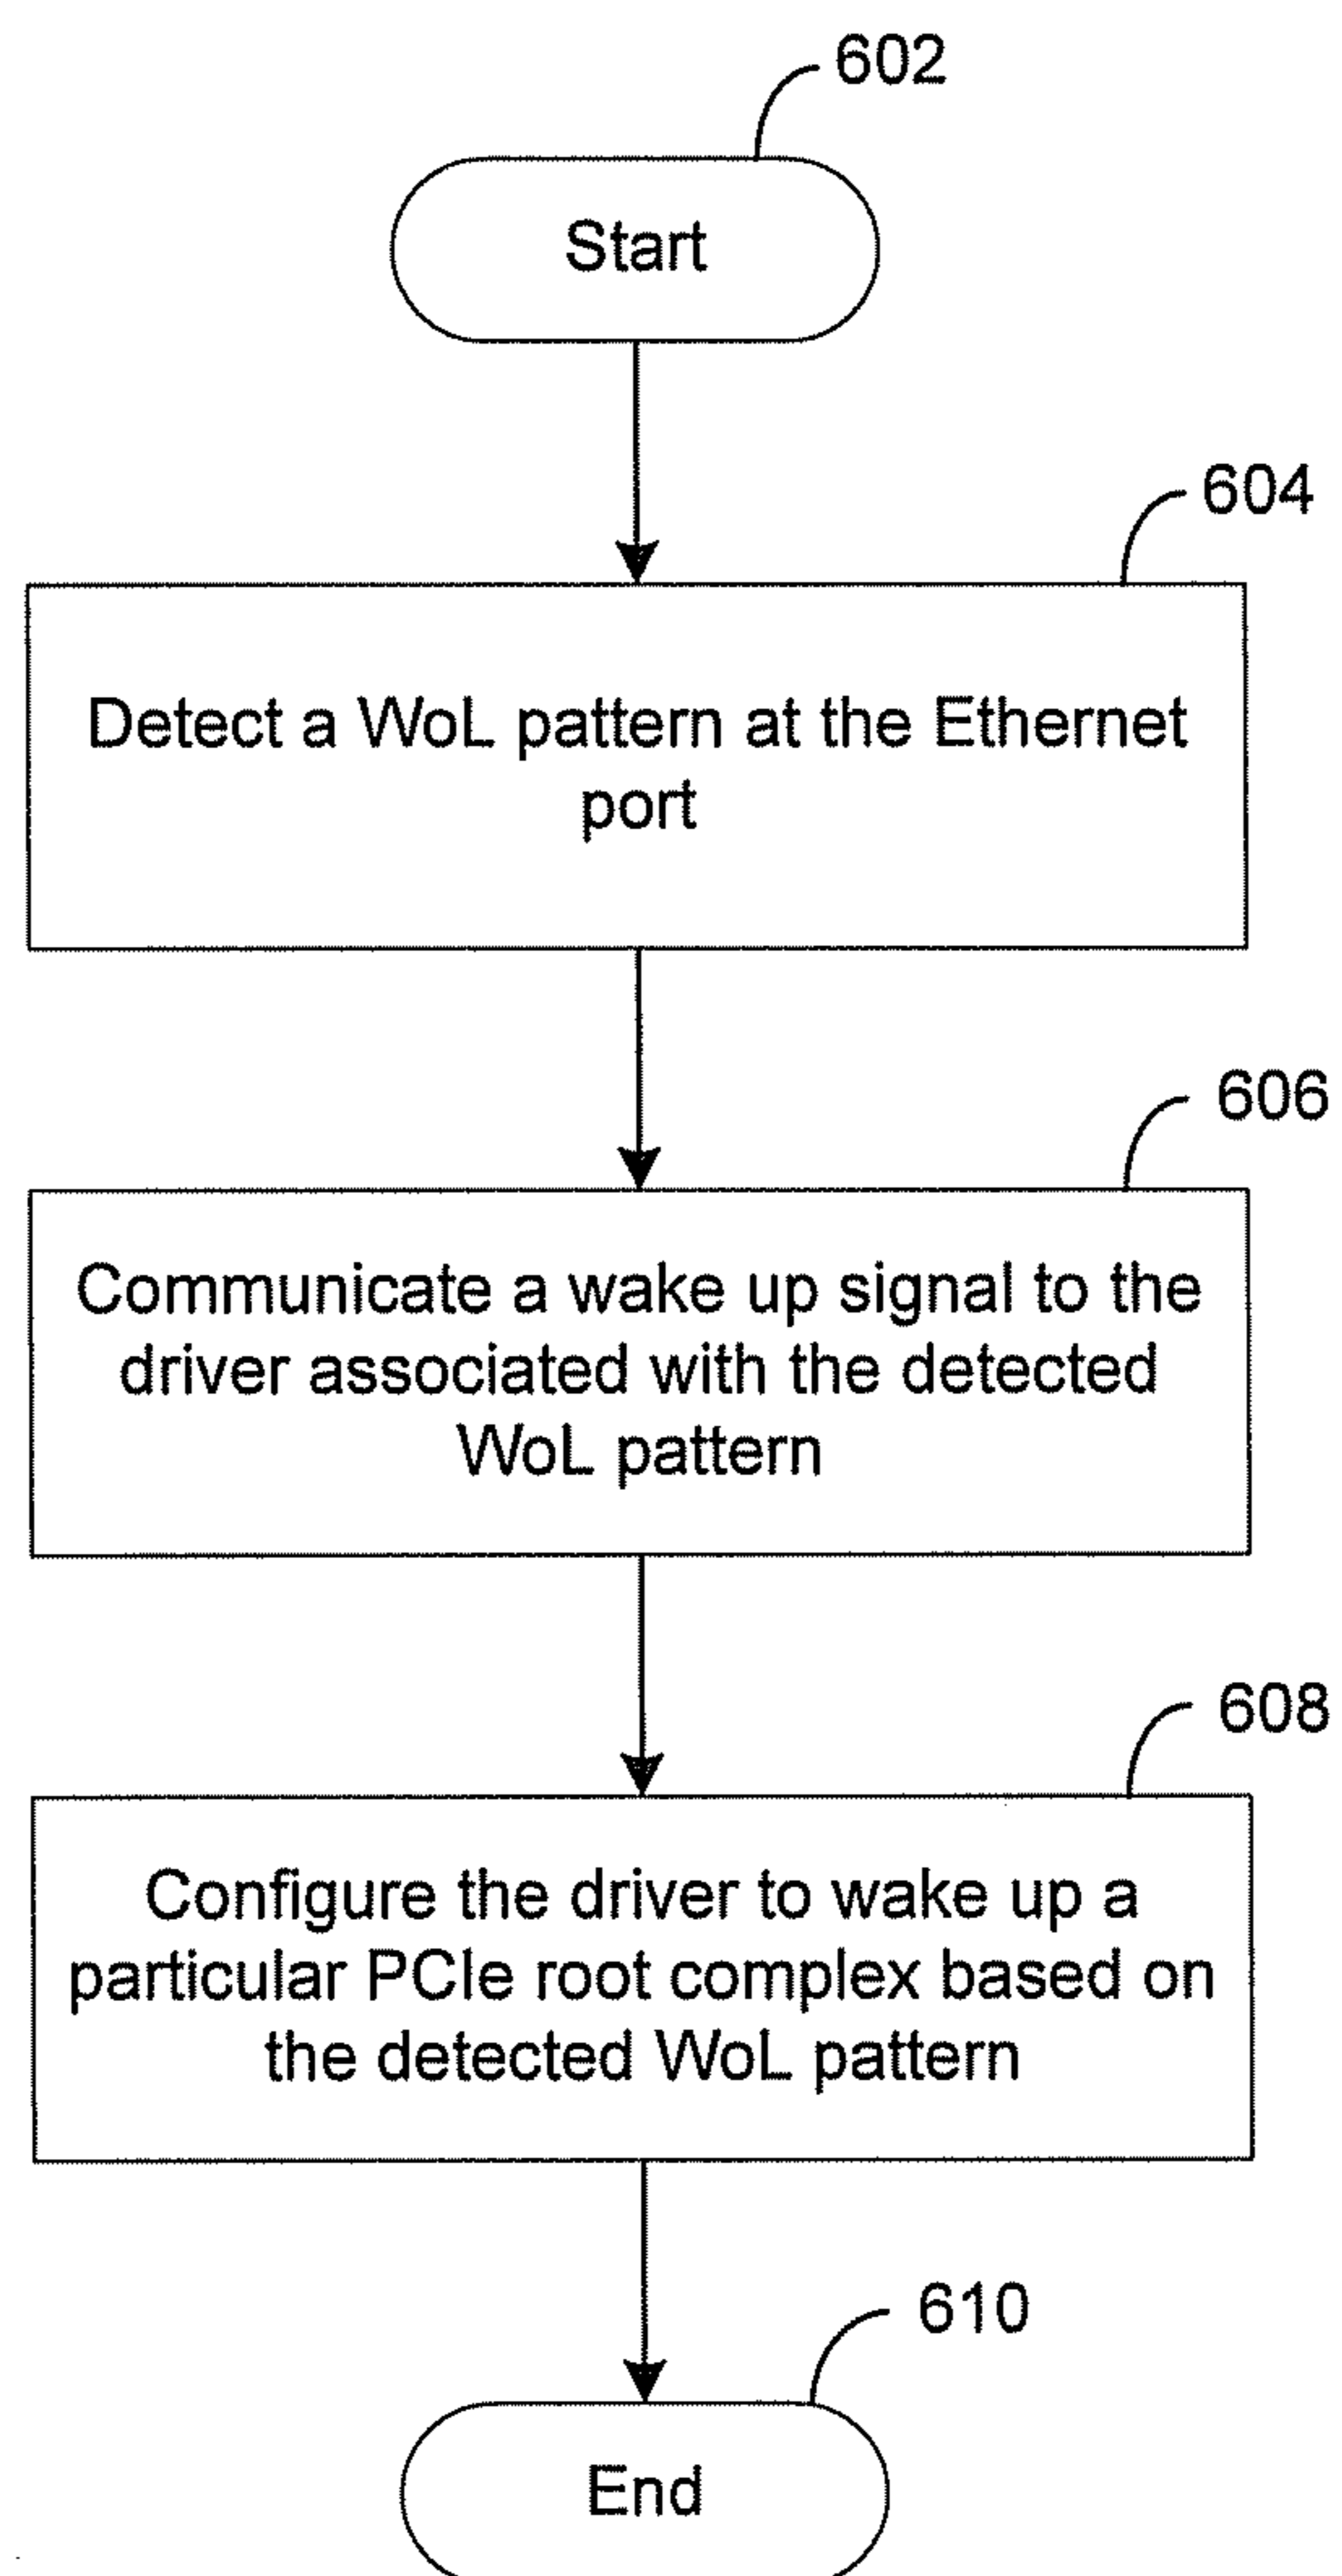 602
Start
604
Detect a WoL pattern at the Ethernet
port
606
Communicate a wake up signal to the
driver associated with the detected
WoL pattern
608
Configure the driver to wake up a
particular PCIe root complex based on
the detected WoL pattern
610
End